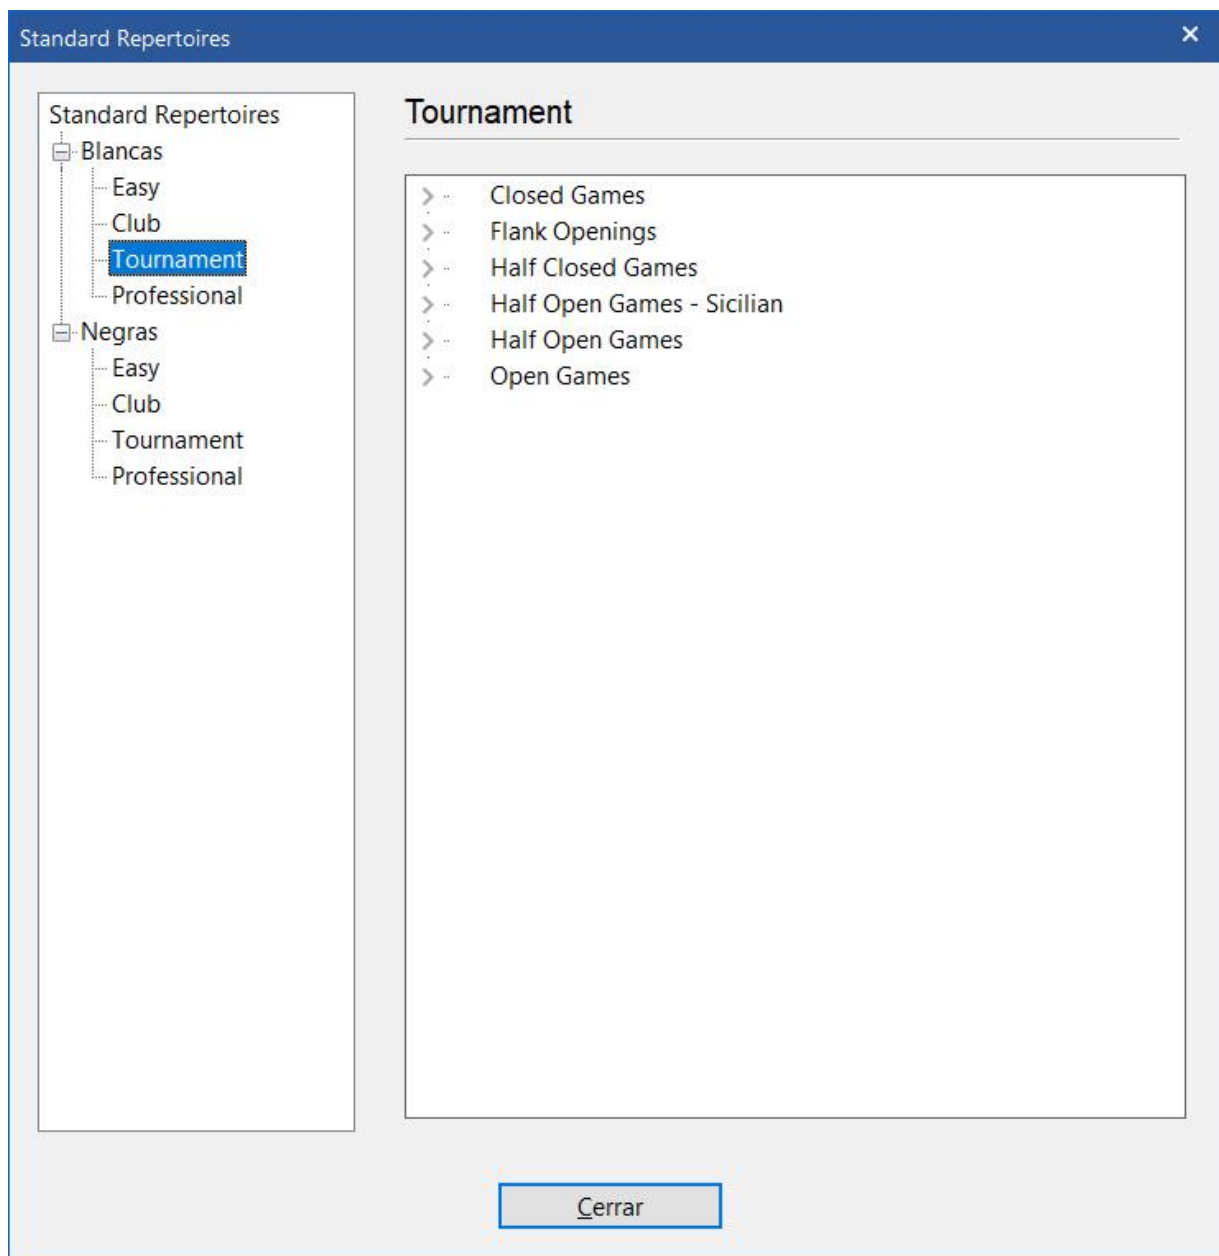 Standard Repertoires
Standard Repertoires
Blancas
Easy
Club
Tournament
Professional
Negras
Easy
Club
Tournament
Professional
Tournament
Closed Games
Flank Openings
Half Closed Games
Half Open Games - Sicilian
Half Open Games
Open Games
Cerrar